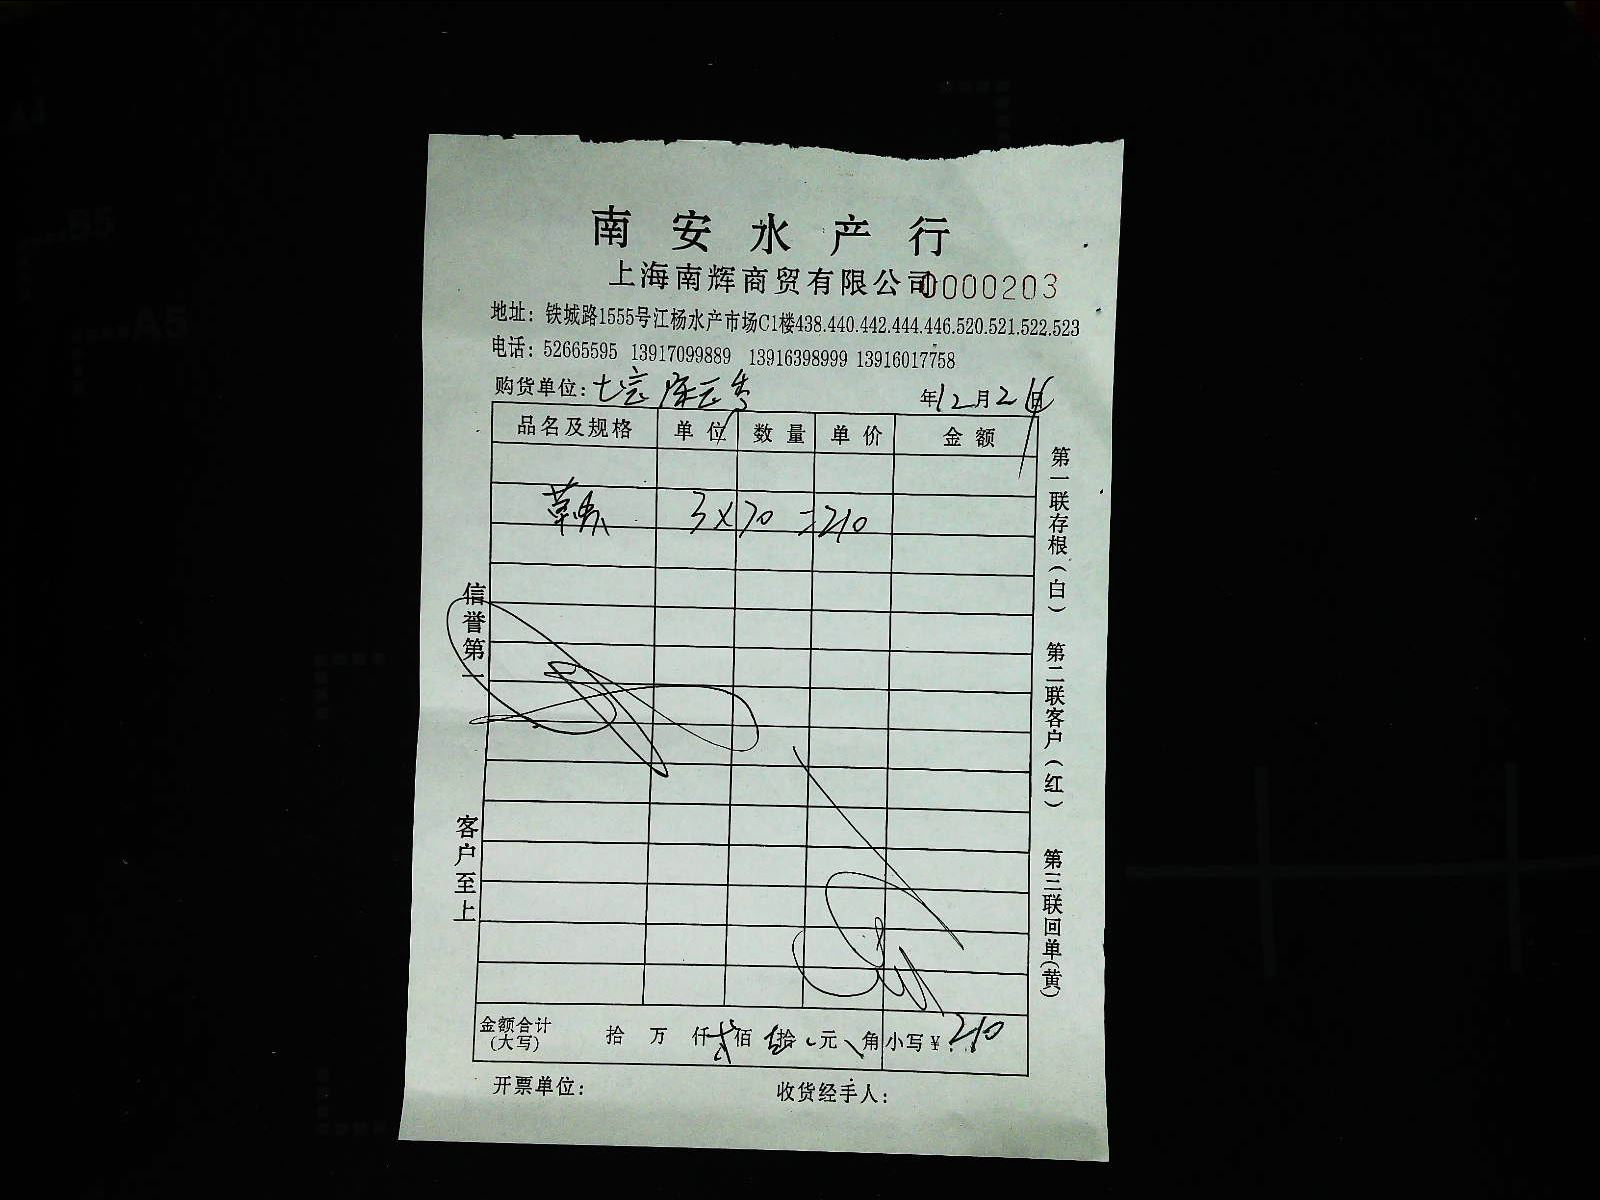 南安水产行
上海南辉商贸有限公司 0000203
地址：铁城路1555号江杨水产市场C1楼438.440.442.444.446.520.521.522.523
电话：52665595 13917099889 13916398999 13916017758
购货单位： 年12月2日
品名及规格 单位 数量 单价 金额
3×70=210
信誉第一
客户至上
第一联存根（白） 第二联客户（红） 第三联回单（黄）
金额合计（大写） 拾 万 仟 贰佰 壹拾 元 角 小写¥ 210
开票单位： 收货经手人：